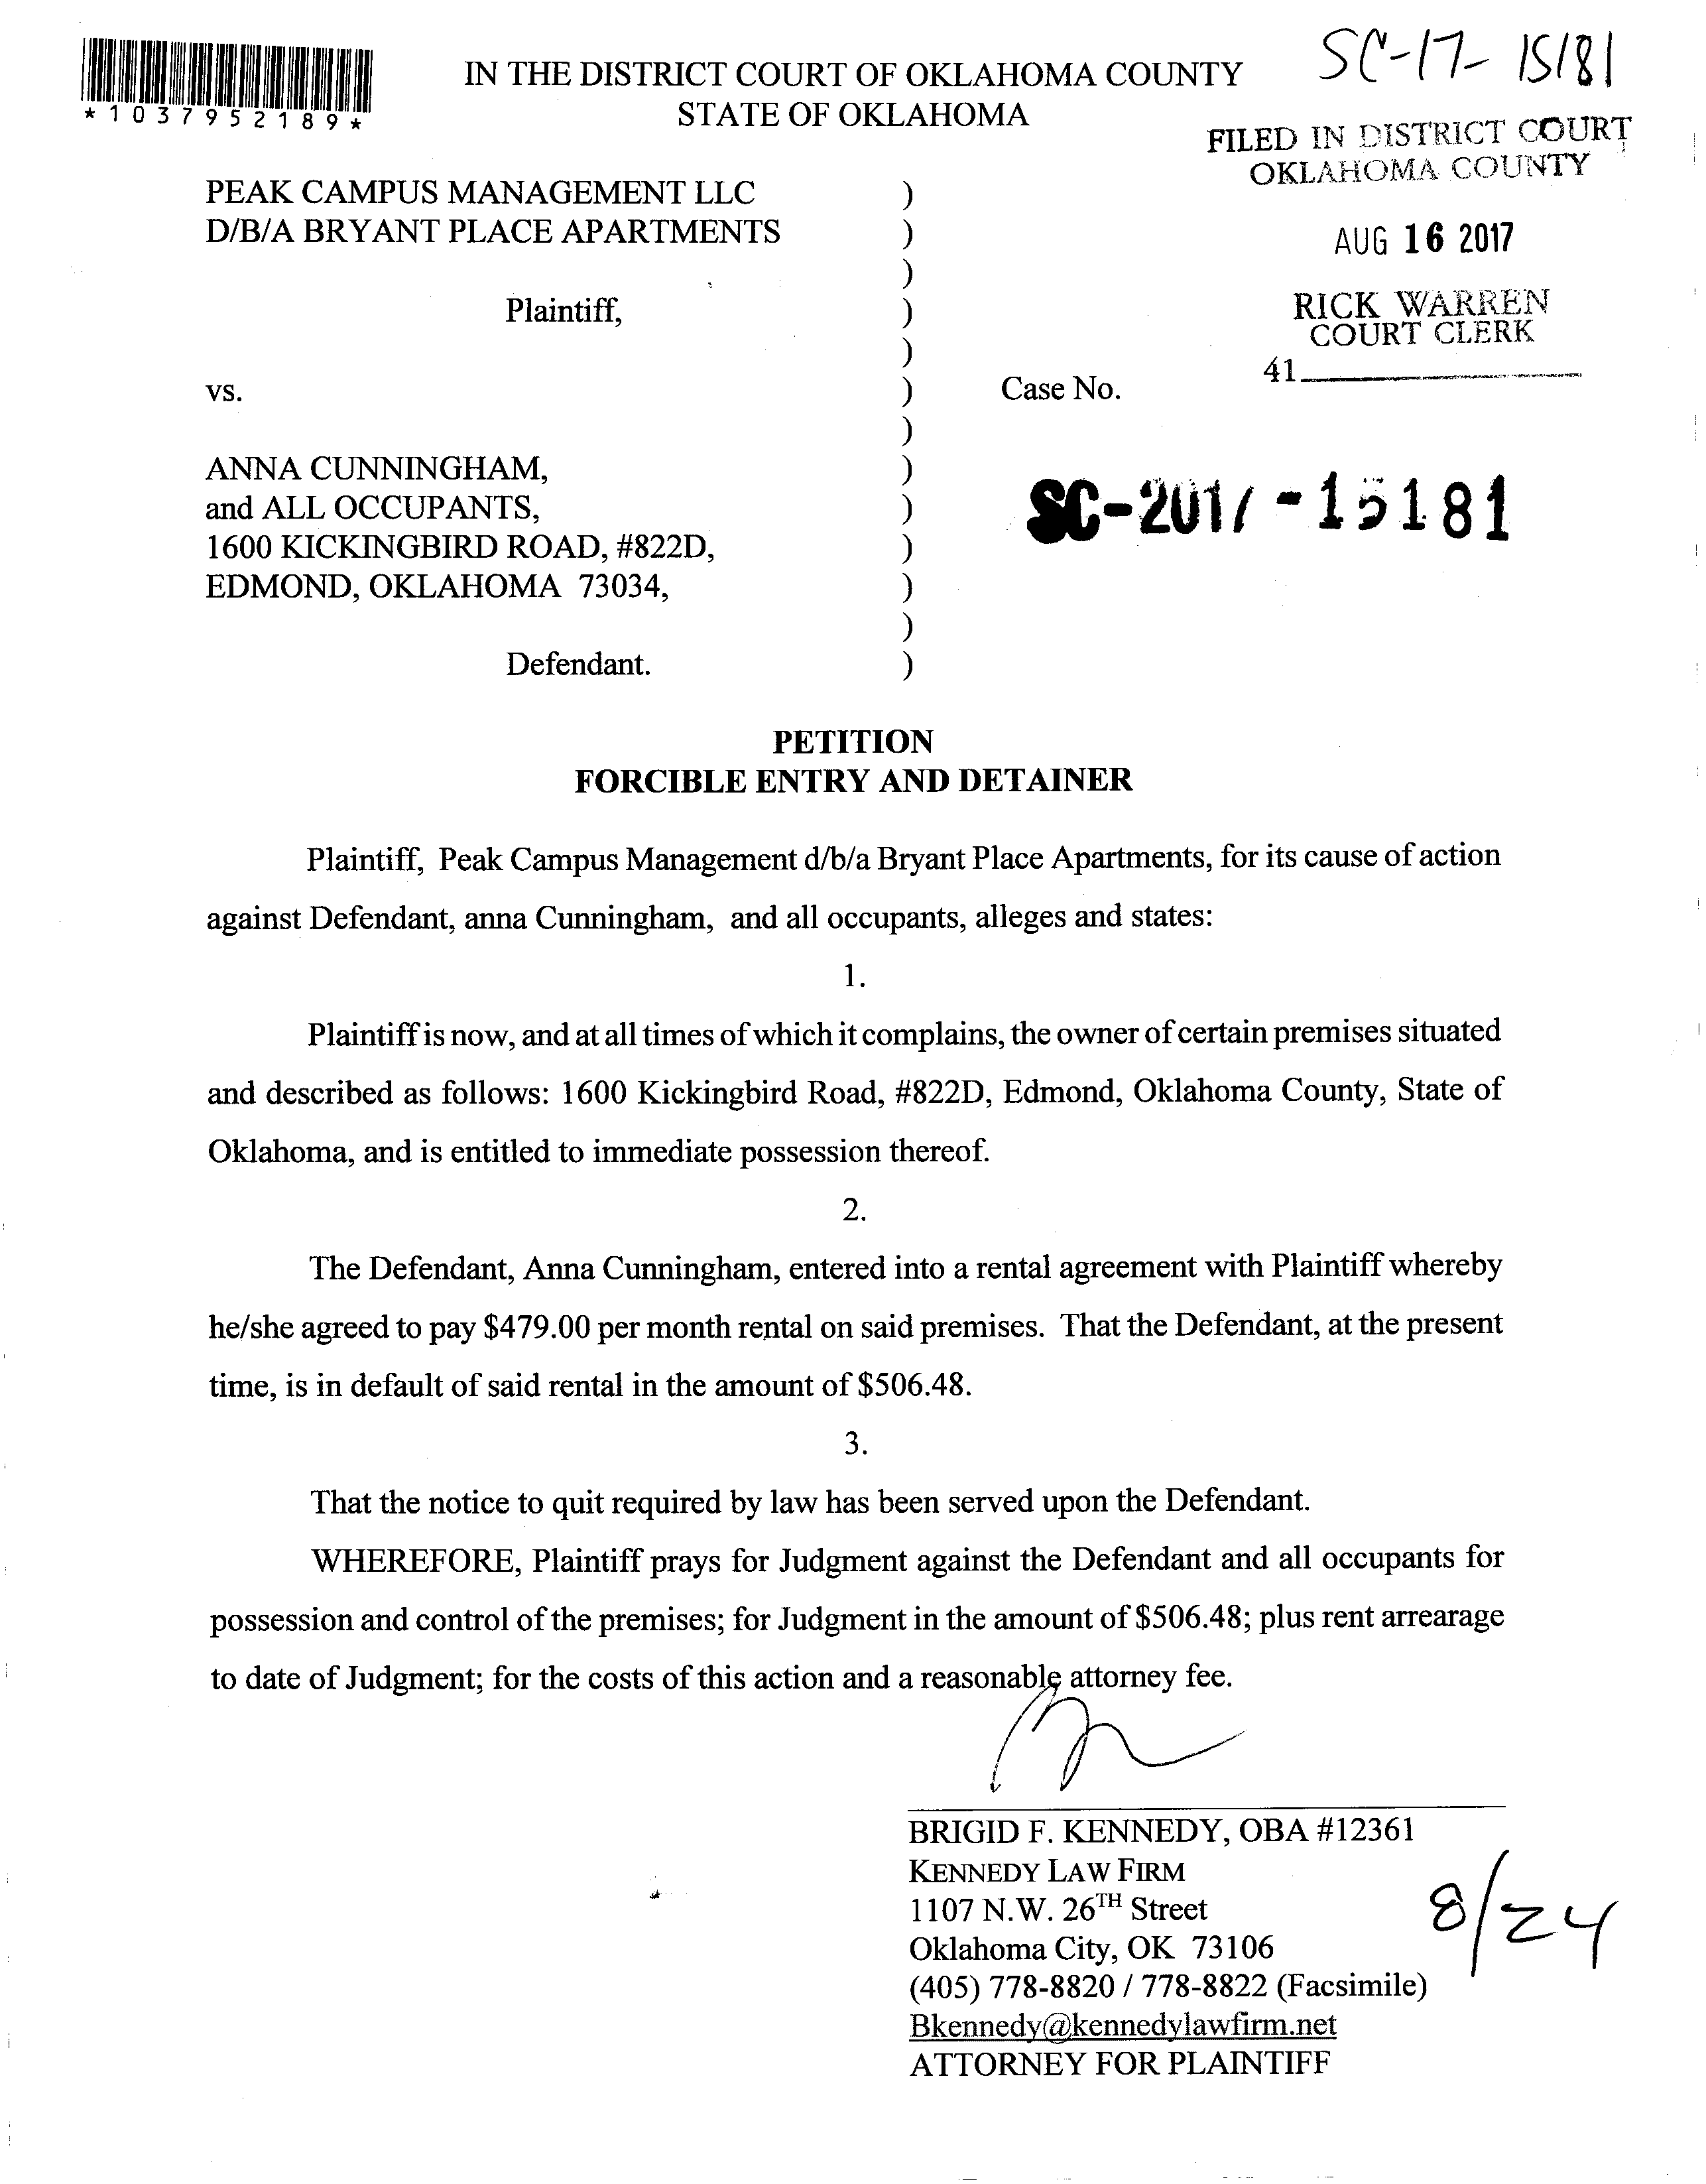 SC-17-15181
*1037952189*
IN THE DISTRICT COURT OF OKLAHOMA COUNTY
STATE OF OKLAHOMA
FILED IN DISTRICT COURT
OKLAHOMA COUNTY
AUG 16 2017
RICK WARREN
COURT CLERK
41
PEAK CAMPUS MANAGEMENT LLC )
D/B/A BRYANT PLACE APARTMENTS )
)
Plaintiff, )
)
vs. ) Case No.
)
ANNA CUNNINGHAM, )
and ALL OCCUPANTS, ) SC-2017-15181
1600 KICKINGBIRD ROAD, #822D, )
EDMOND, OKLAHOMA 73034, )
)
Defendant. )
PETITION
FORCIBLE ENTRY AND DETAINER
Plaintiff, Peak Campus Management d/b/a Bryant Place Apartments, for its cause of action
against Defendant, anna Cunningham, and all occupants, alleges and states:
1.
Plaintiff is now, and at all times of which it complains, the owner of certain premises situated
and described as follows: 1600 Kickingbird Road, #822D, Edmond, Oklahoma County, State of
Oklahoma, and is entitled to immediate possession thereof.
2.
The Defendant, Anna Cunningham, entered into a rental agreement with Plaintiff whereby
he/she agreed to pay $479.00 per month rental on said premises. That the Defendant, at the present
time, is in default of said rental in the amount of $506.48.
3.
That the notice to quit required by law has been served upon the Defendant.
WHEREFORE, Plaintiff prays for Judgment against the Defendant and all occupants for
possession and control of the premises; for Judgment in the amount of $506.48; plus rent arrearage
to date of Judgment; for the costs of this action and a reasonable attorney fee.
BRIGID F. KENNEDY, OBA #12361
KENNEDY LAW FIRM
1107 N.W. 26TH Street
Oklahoma City, OK 73106
(405) 778-8820 / 778-8822 (Facsimile)
Bkennedy@kennedylawfirm.net
ATTORNEY FOR PLAINTIFF
8/24